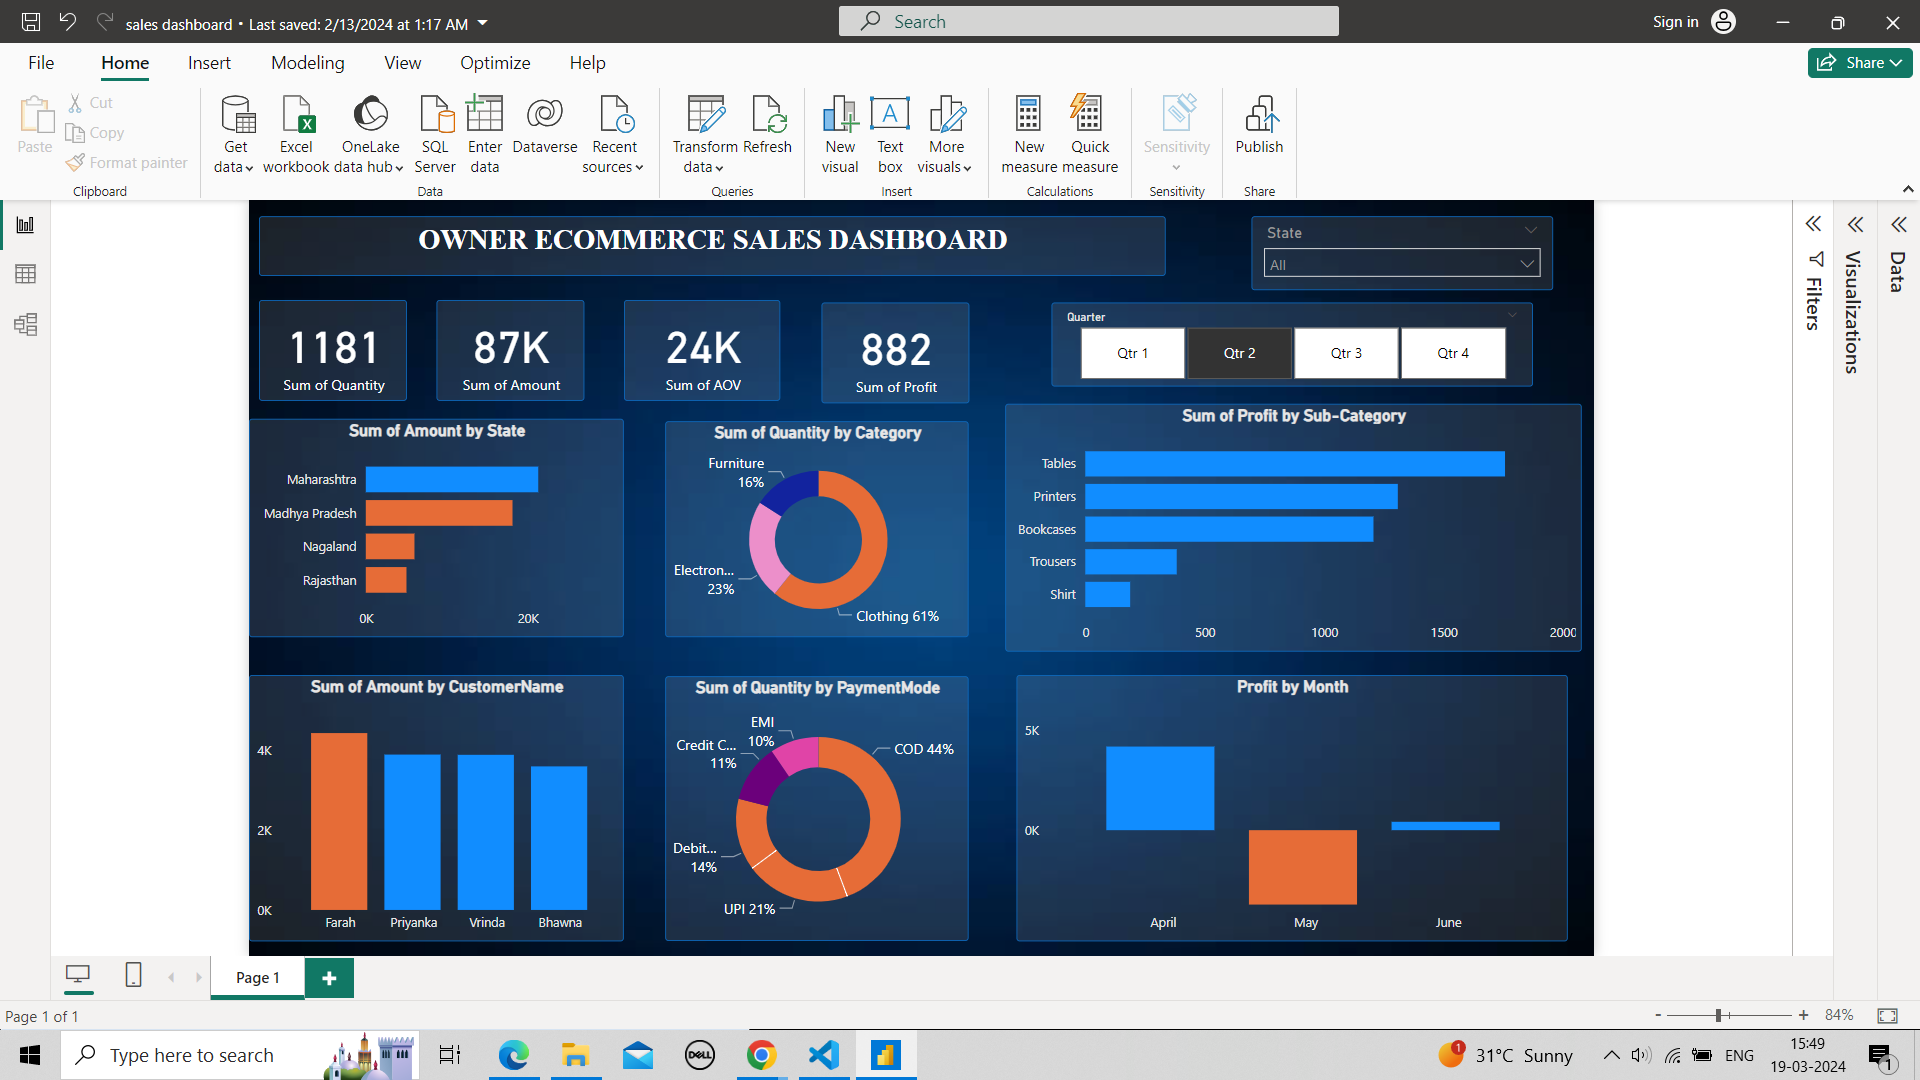 sales dashboard • Last saved: 2/13/2024 at 1:17 AM
Search
Sign in
File
Home
Insert
Modeling
View
Optimize
Help
Share
Paste
Cut
Copy
Format painter
Clipboard
Get data
Excel workbook
OneLake data hub
SQL Server
Enter data
Dataverse
Recent sources
Data
Transform data
Refresh
Queries
New visual
A
Text box
More visuals
Insert
New measure
Quick measure
Calculations
Sensitivity
Sensitivity
Publish
Share
OWNER ECOMMERCE SALES DASHBOARD
State
All
1181
Sum of Quantity
87K
Sum of Amount
24K
Sum of AOV
882
Sum of Profit
Quarter
Qtr 1
Qtr 2
Qtr 3
Qtr 4
Sum of Amount by State
Maharashtra
Madhya Pradesh
Nagaland
Rajasthan
0K
20K
Sum of Quantity by Category
Furniture
16%
Electron...
23%
Clothing 61%
Sum of Profit by Sub-Category
Tables
Printers
Bookcases
Trousers
Shirt
0
500
1000
1500
2000
Sum of Amount by CustomerName
4K
2K
0K
Farah
Priyanka
Vrinda
Bhawna
Sum of Quantity by PaymentMode
EMI
10%
Credit C...
11%
COD 44%
Debit...
14%
UPI 21%
Profit by Month
5K
0K
April
May
June
Filters
Visualizations
Data
Page 1
Page 1 of 1
- + 84%
Type here to search
DELL
1
31°C Sunny
ENG
15:49
19-03-2024
1